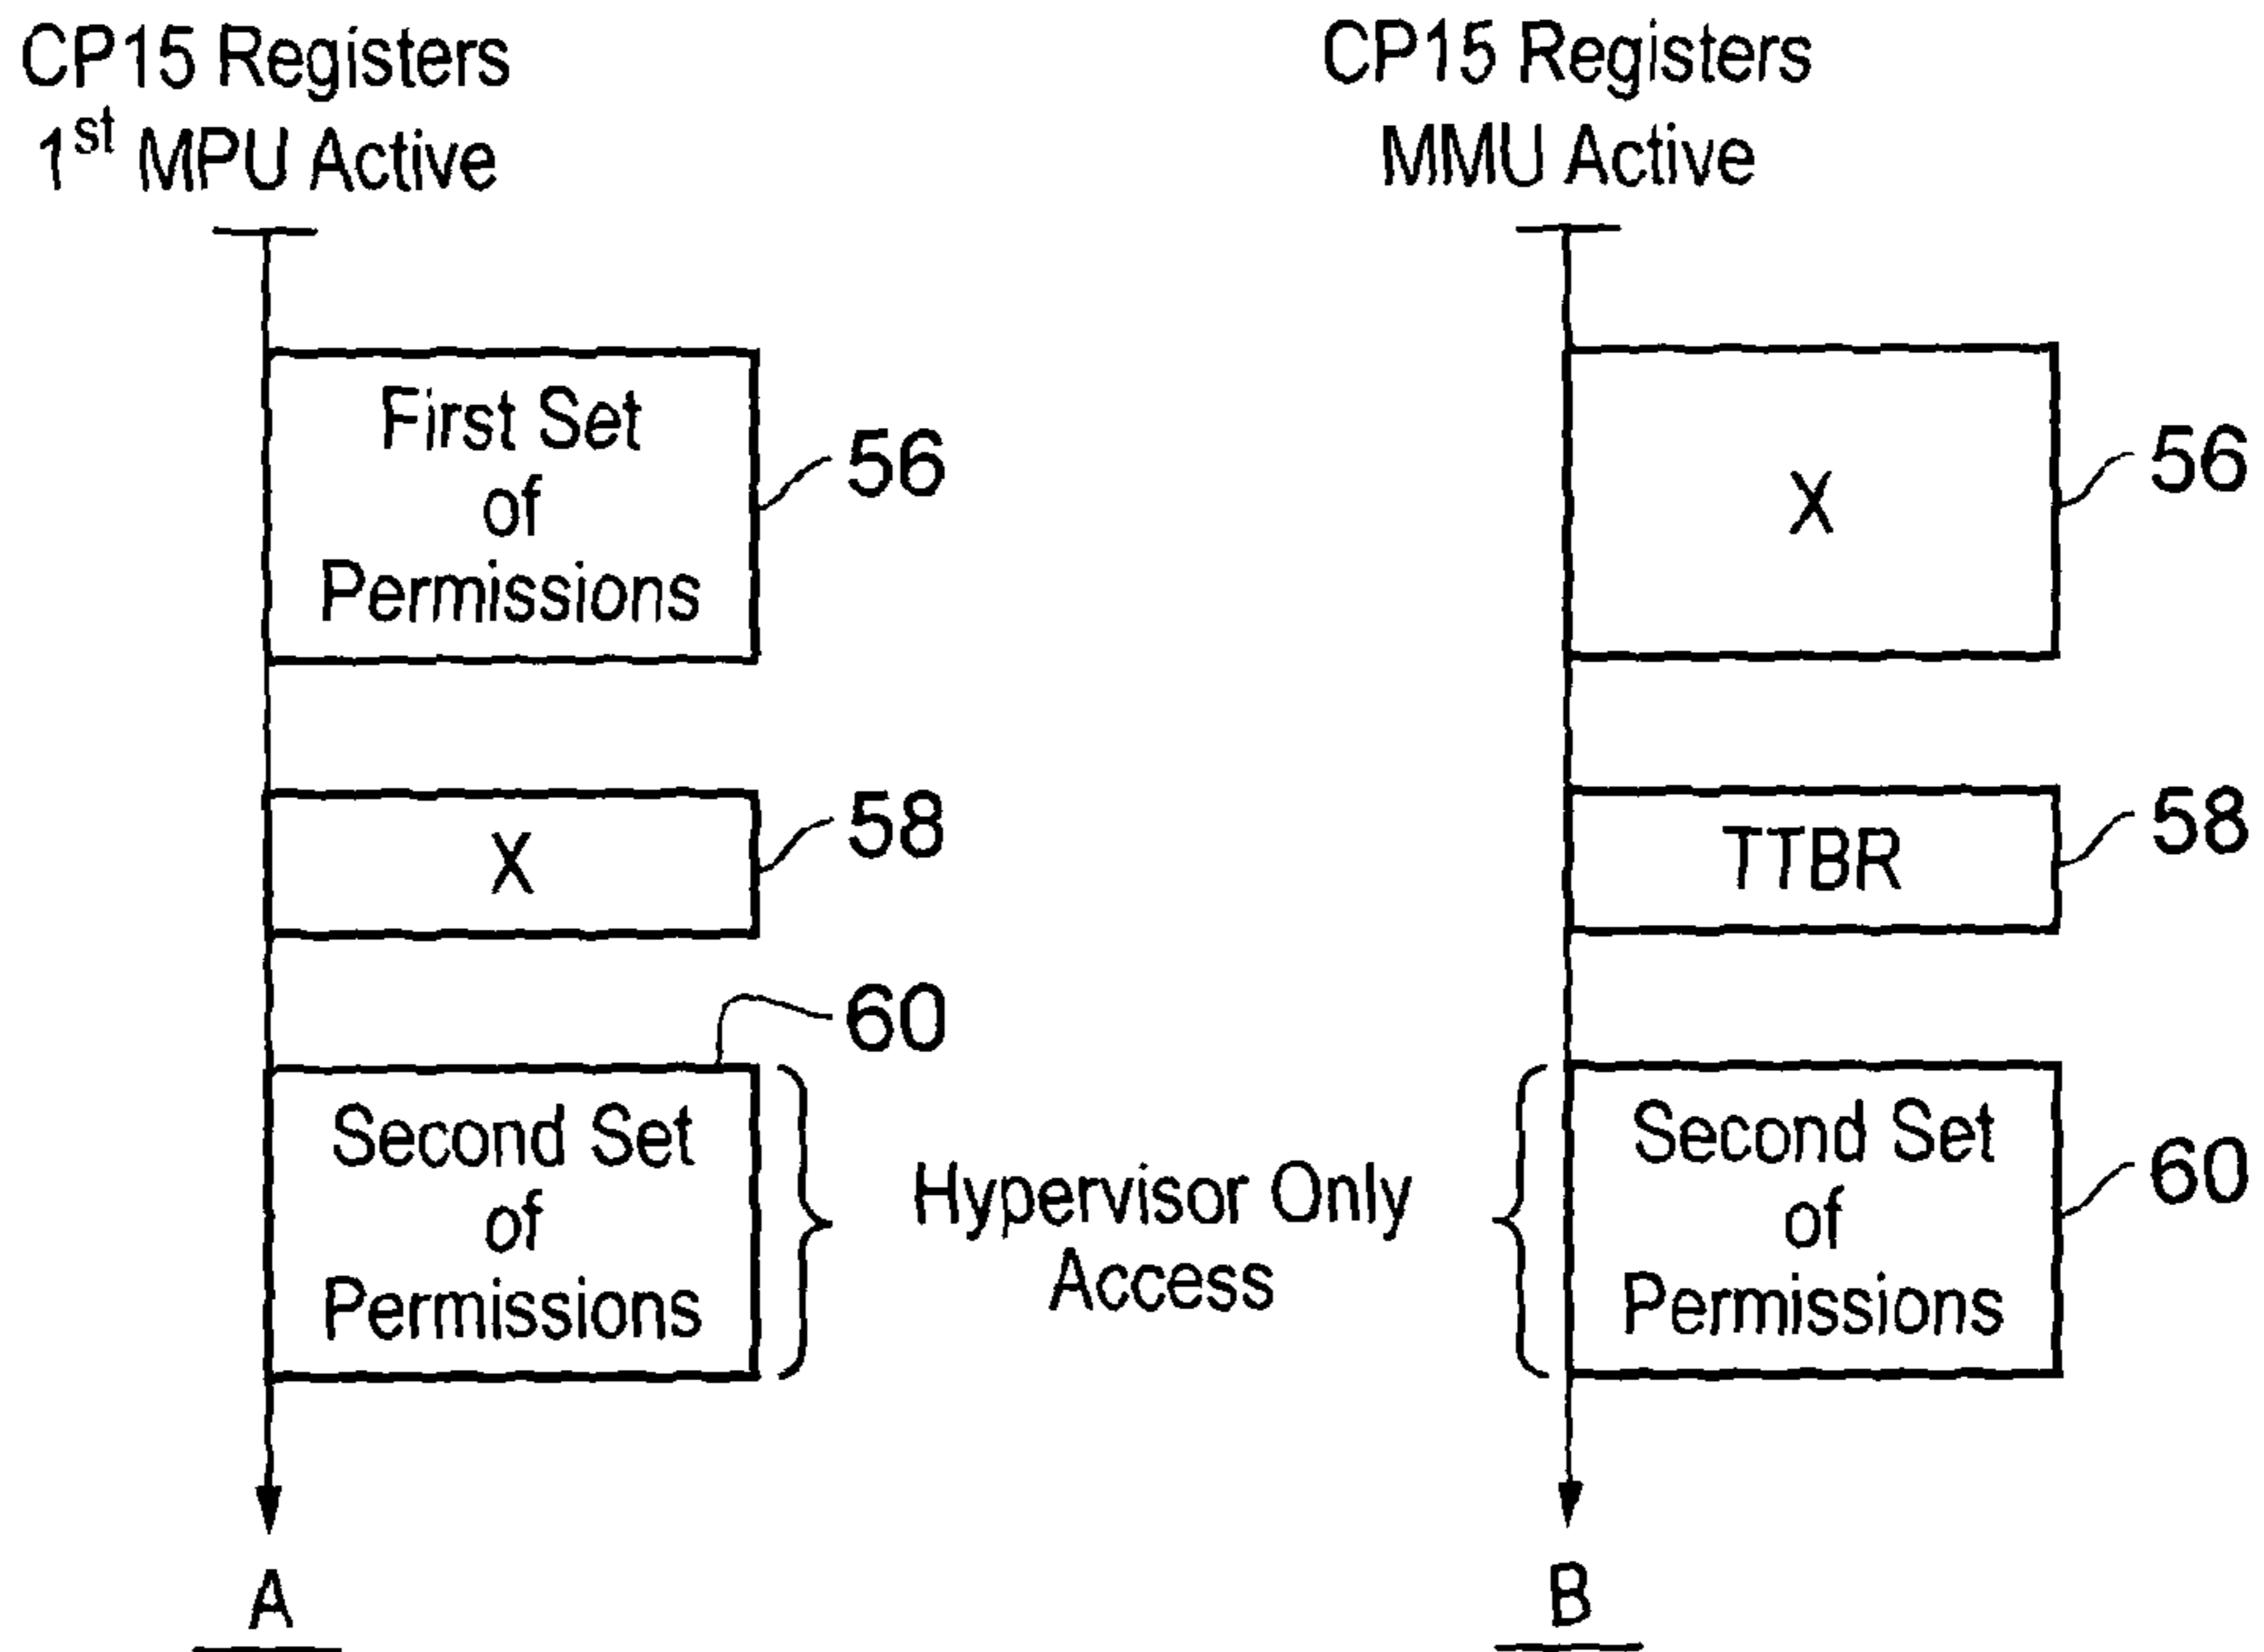 CP15 Registers
1st MPU Active
First Set
of
Permissions
56
X
58
60
Second Set
of
Permissions
Hypervisor Only
Access
A
CP15 Registers
MMU Active
X
56
TTBR
58
Second Set
of
Permissions
60
B